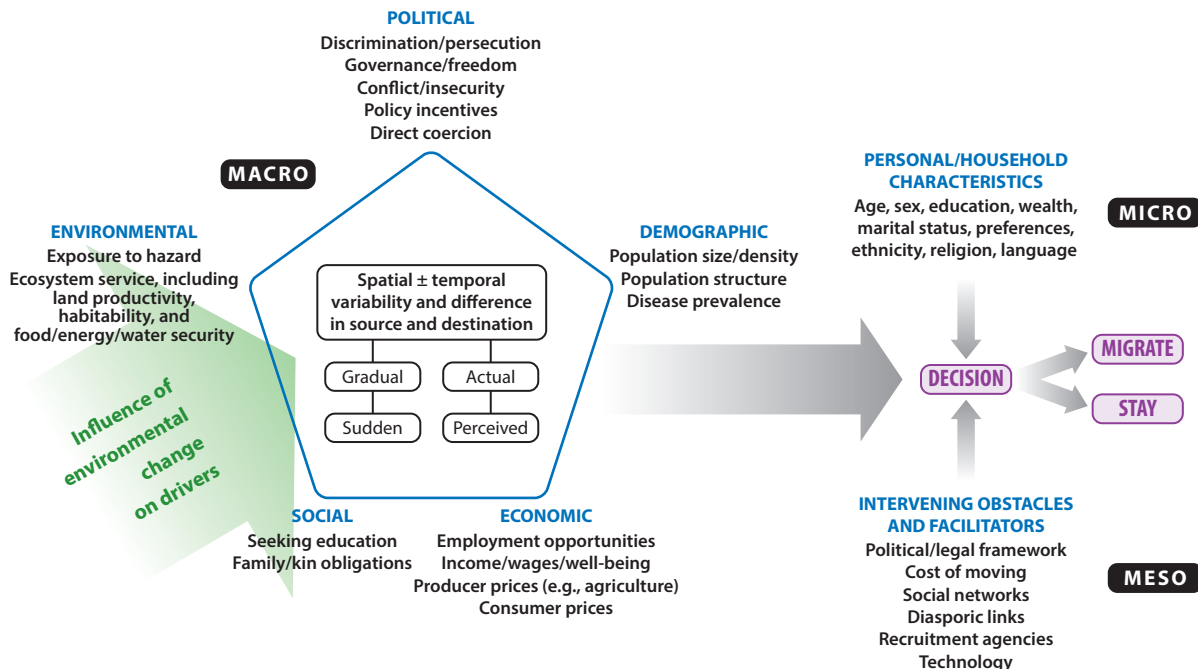 POLITICAL
Discrimination/persecution
Governance/freedom
Conflict/insecurity
Policy incentives
Direct coercion
MACRO
ENVIRONMENTAL
Exposure to hazard
Ecosystem service, including
land productivity,
habitability, and
food/energy/water security
Influence of
environmental
change
on drivers
Spatial ± temporal
variability and difference
in source and destination
Gradual
Actual
Sudden
Perceived
DEMOGRAPHIC
Population size/density
Population structure
Disease prevalence
SOCIAL
Seeking education
Family/kin obligations
ECONOMIC
Employment opportunities
Income/wages/well-being
Producer prices (e.g., agriculture)
Consumer prices
PERSONAL/HOUSEHOLD
CHARACTERISTICS
Age, sex, education, wealth,
marital status, preferences,
ethnicity, religion, language
MICRO
DECISION
MIGRATE
STAY
INTERVENING OBSTACLES
AND FACILITATORS
Political/legal framework
Cost of moving
Social networks
Diasporic links
Recruitment agencies
Technology
MESO